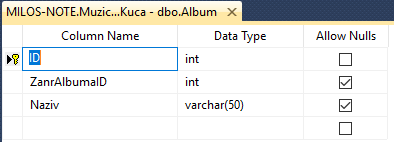 MILOS-NOTE.Muzic...Kuca - dbo.Album
Column Name Data Type Allow Nulls
ID int
ZanrAlbumaID int
Naziv varchar(50)